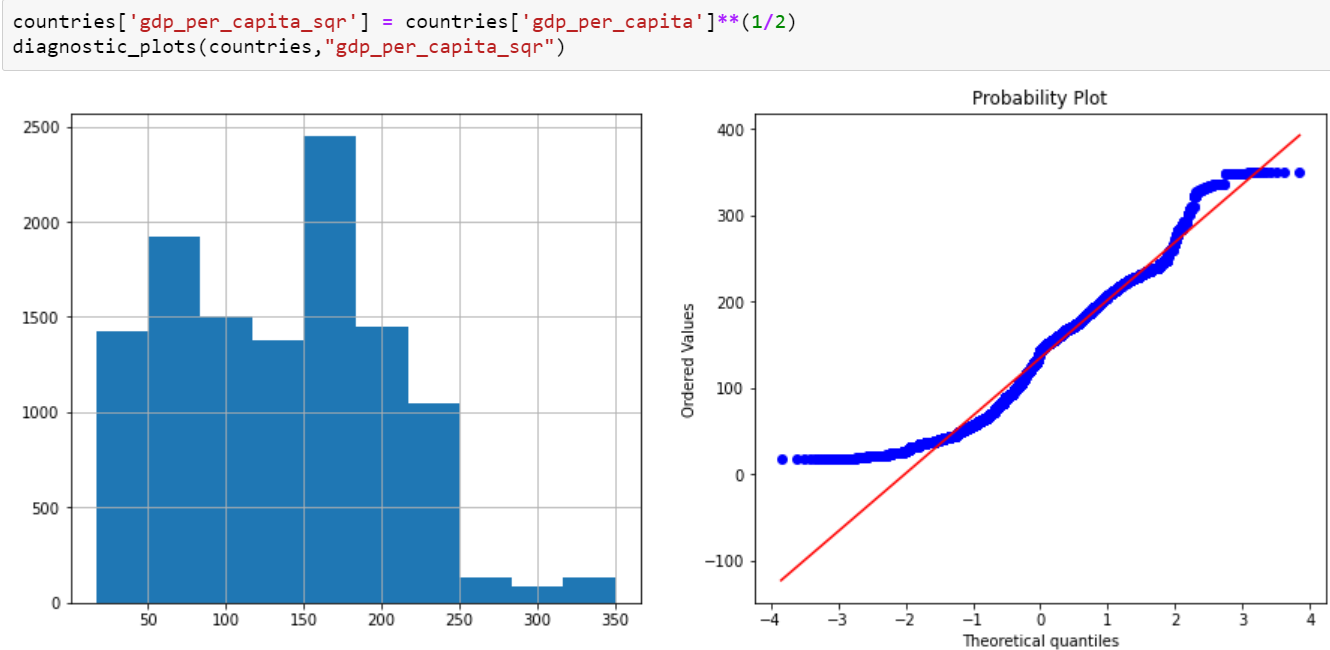 countries['gdp_per_capita_sqr'] = countries['gdp_per_capita']**(1/2)
diagnostic_plots(countries,"gdp_per_capita_sqr")
2500
2000
1500
1000
500
0
50 100 150 200 250 300 350
Probability Plot
400
300
200
100
0
−100
Ordered Values
−4 −3 −2 −1 0 1 2 3 4
Theoretical quantiles